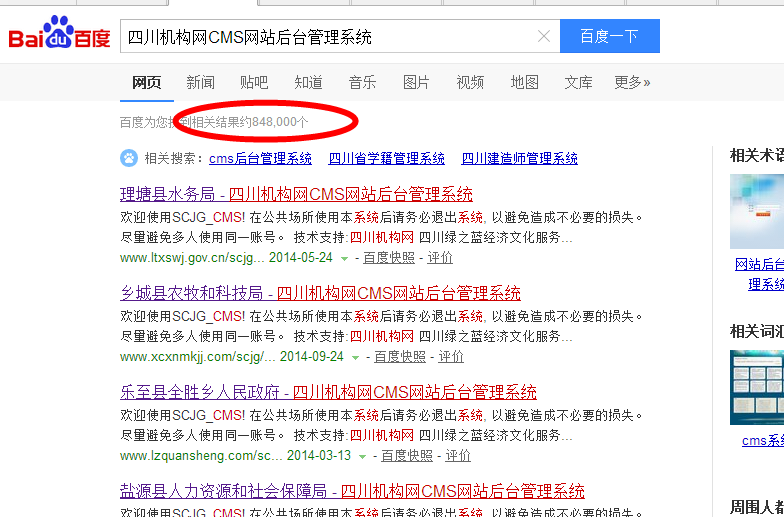 Bai du 百度
四川机构网CMS网站后台管理系统
百度一下
网页 新闻 贴吧 知道 音乐 图片 视频 地图 文库 更多»
百度为您找到相关结果约848,000个
相关搜索: cms后台管理系统 四川省学籍管理系统 四川建造师管理系统
理塘县水务局 - 四川机构网CMS网站后台管理系统
欢迎使用SCJG_CMS! 在公共场所使用本系统后请务必退出系统, 以避免造成不必要的损失。
尽量避免多人使用同一账号。 技术支持:四川机构网 四川绿之蓝经济文化服务...
www.ltxswj.gov.cn/scjg... 2014-05-24 - 百度快照 - 评价
乡城县农牧和科技局 - 四川机构网CMS网站后台管理系统
欢迎使用SCJG_CMS! 在公共场所使用本系统后请务必退出系统, 以避免造成不必要的损失。
尽量避免多人使用同一账号。 技术支持:四川机构网 四川绿之蓝经济文化服务...
www.xcxnmkjj.com/scjg/... 2014-09-24 - 百度快照 - 评价
乐至县全胜乡人民政府 - 四川机构网CMS网站后台管理系统
欢迎使用SCJG_CMS! 在公共场所使用本系统后请务必退出系统, 以避免造成不必要的损失。
尽量避免多人使用同一账号。 技术支持:四川机构网 四川绿之蓝经济文化服务...
www.lzquansheng.com/sc... 2014-03-13 - 百度快照 - 评价
盐源县人力资源和社会保障局 - 四川机构网CMS网站后台管理系统
欢迎使用SCJG_CMS! 在公共场所使用本系统后请务必退出系统, 以避免造成不必要的损失。
相关术语
网站后台
理系统
相关词汇
cms系统
周围人都